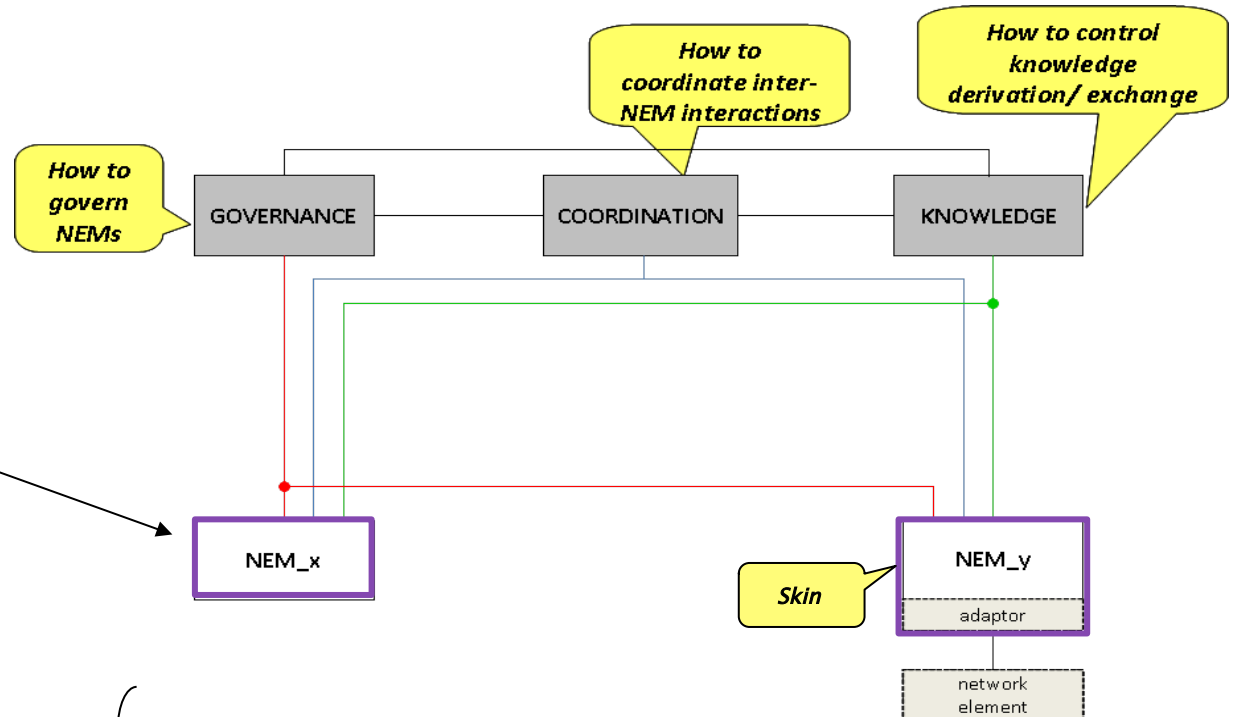 How to control
knowledge
derivation/ exchange
How to
coordinate inter-
NEM interactions
How to
govern
NEMs
GOVERNANCE
COORDINATION
KNOWLEDGE
NEM_x
NEM_y
Skin
adaptor
network
element